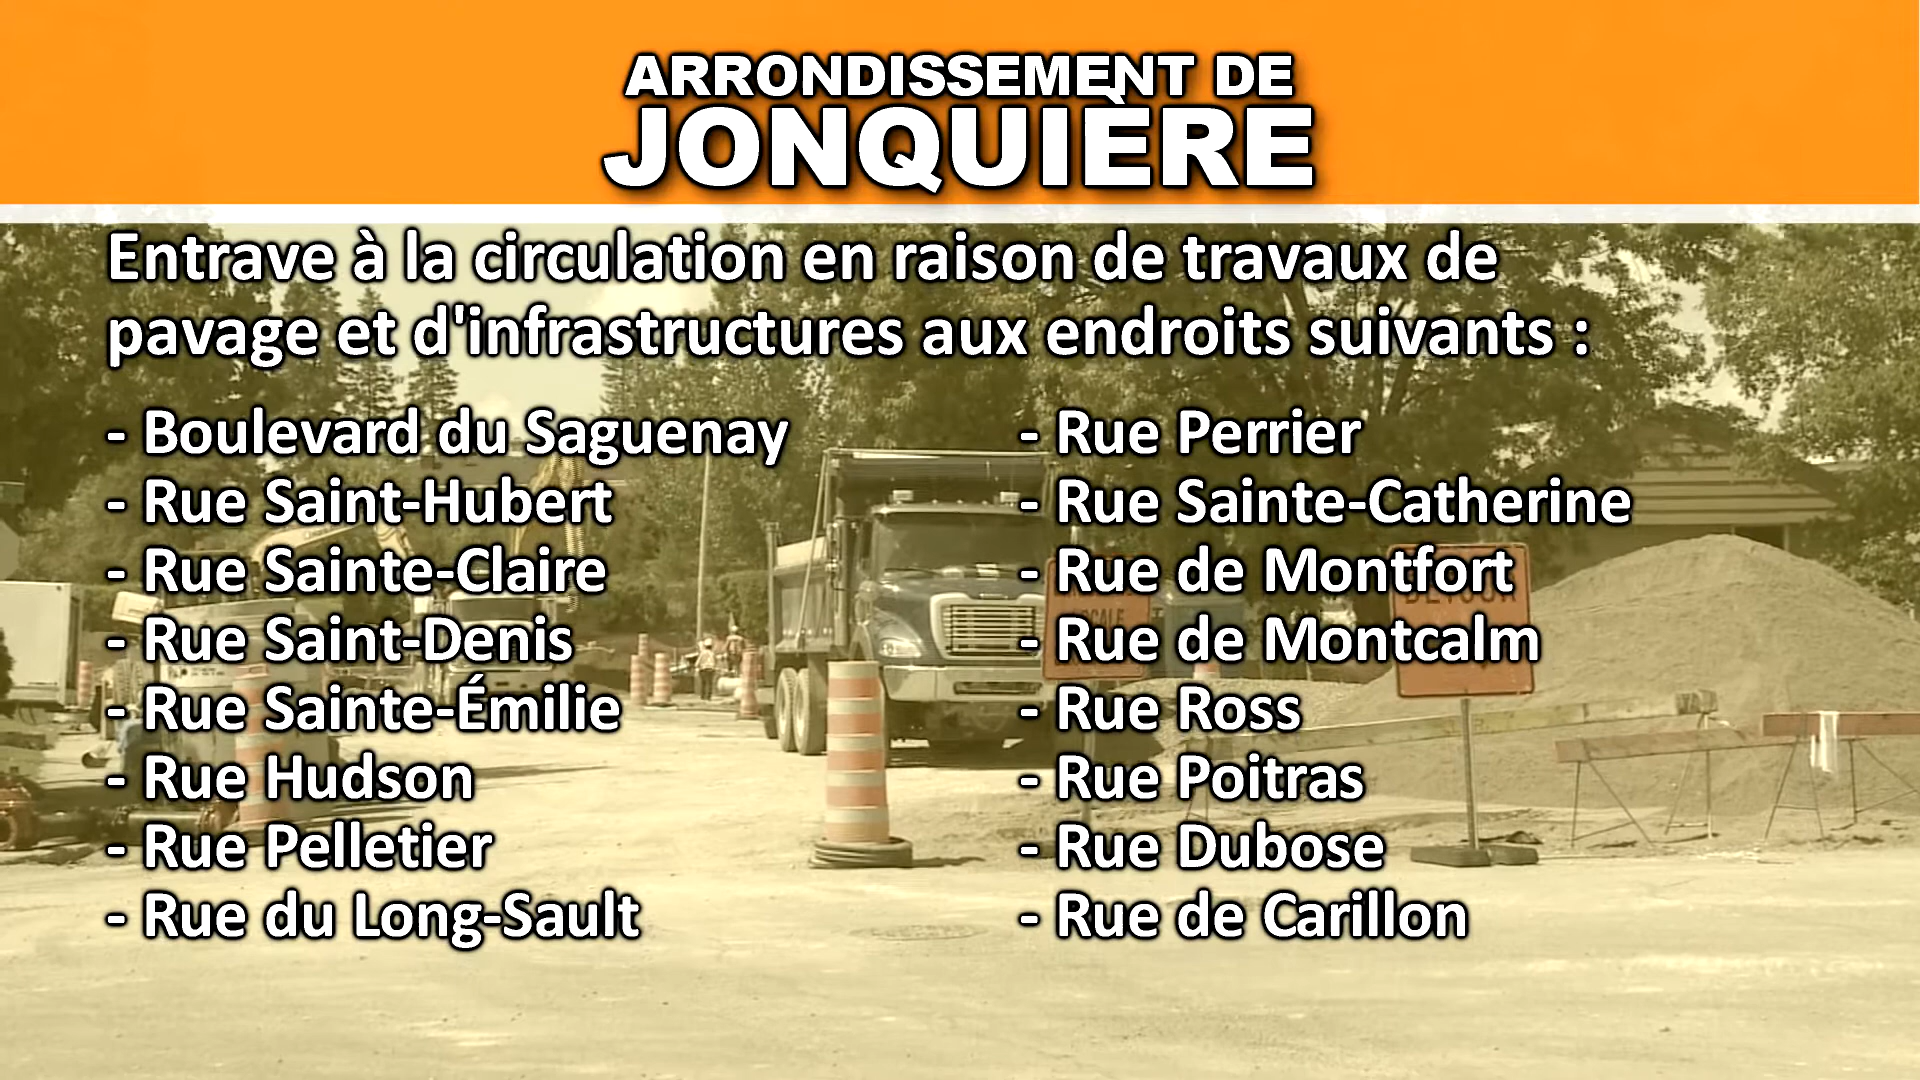 ARRONDISSEMENT DE
JONQUIÈRE
Entrave à la circulation en raison de travaux de
pavage et d'infrastructures aux endroits suivants :
- Boulevard du Saguenay
- Rue Saint-Hubert
- Rue Sainte-Claire
- Rue Saint-Denis
- Rue Sainte-Émilie
- Rue Hudson
- Rue Pelletier
- Rue du Long-Sault
- Rue Perrier
- Rue Sainte-Catherine
- Rue de Montfort
- Rue de Montcalm
- Rue Ross
- Rue Poitras
- Rue Dubose
- Rue de Carillon